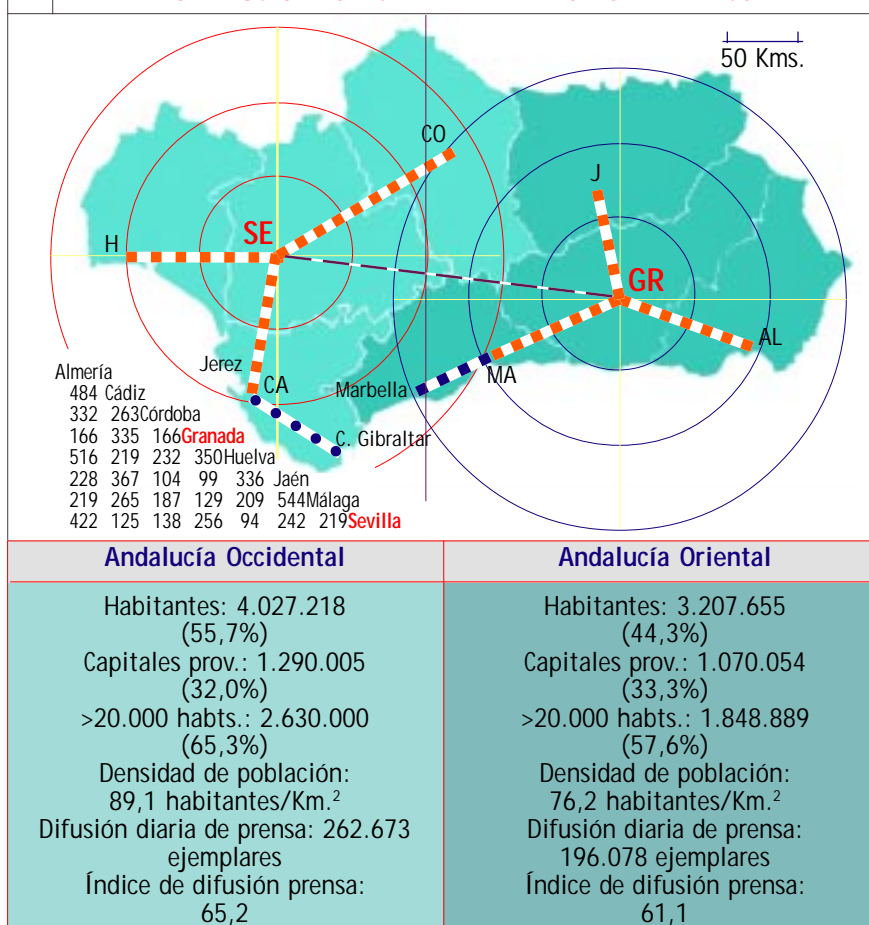 50 Kms.
CO
J
SE
H
GR
AL
Jerez
CA
MA
Marbella
C. Gibraltar
Almería
484 Cádiz
332 263 Córdoba
166 335 166 Granada
516 219 232 350 Huelva
228 367 104 99 336 Jaén
219 265 187 129 209 544 Málaga
422 125 138 256 94 242 219 Sevilla
Andalucía Occidental
Habitantes: 4.027.218
(55,7%)
Capitales prov.: 1.290.005
(32,0%)
>20.000 habts.: 2.630.000
(65,3%)
Densidad de población:
89,1 habitantes/Km.²
Difusión diaria de prensa: 262.673
ejemplares
Índice de difusión prensa:
65,2
Andalucía Oriental
Habitantes: 3.207.655
(44,3%)
Capitales prov.: 1.070.054
(33,3%)
>20.000 habts.: 1.848.889
(57,6%)
Densidad de población:
76,2 habitantes/Km.²
Difusión diaria de prensa:
196.078 ejemplares
Índice de difusión prensa:
61,1